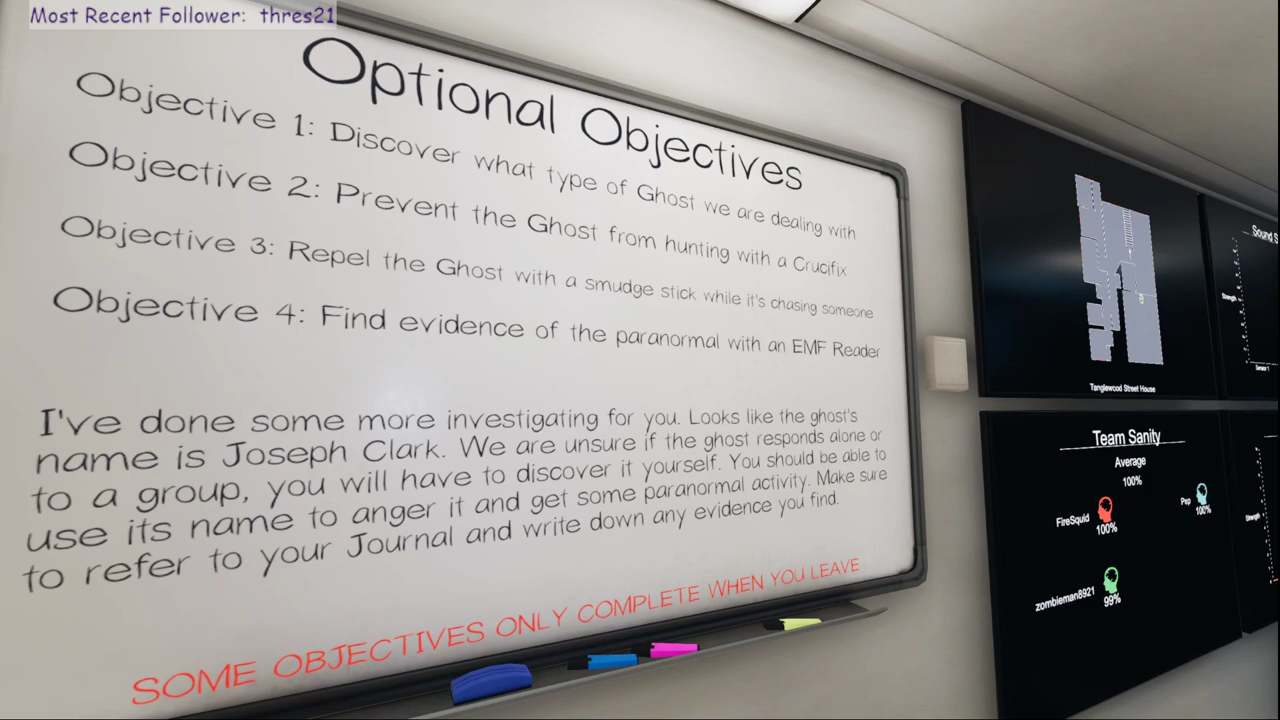 Most Recent Follower: thres21
Optional Objectives
Objective 1: Discover what type of Ghost we are dealing with
Objective 2: Prevent the Ghost from hunting with a Crucifix
Objective 3: Repel the Ghost with a smudge stick while it's chasing someone
Objective 4: Find evidence of the paranormal with an EMF Reader
I've done some more investigating for you. Looks like the ghost's
name is Joseph Clark. We are unsure if the ghost responds alone or
to a group, you will have to discover it yourself. You should be able to
use its name to anger it and get some paranormal activity. Make sure
to refer to your Journal and write down any evidence you find.
SOME OBJECTIVES ONLY COMPLETE WHEN YOU LEAVE
Tanglewood Street House
Sound S
Strength
Sensor 1
Team Sanity
Average
100%
FireSquid
100%
Pep
100%
zombieman8921
99%
Strength